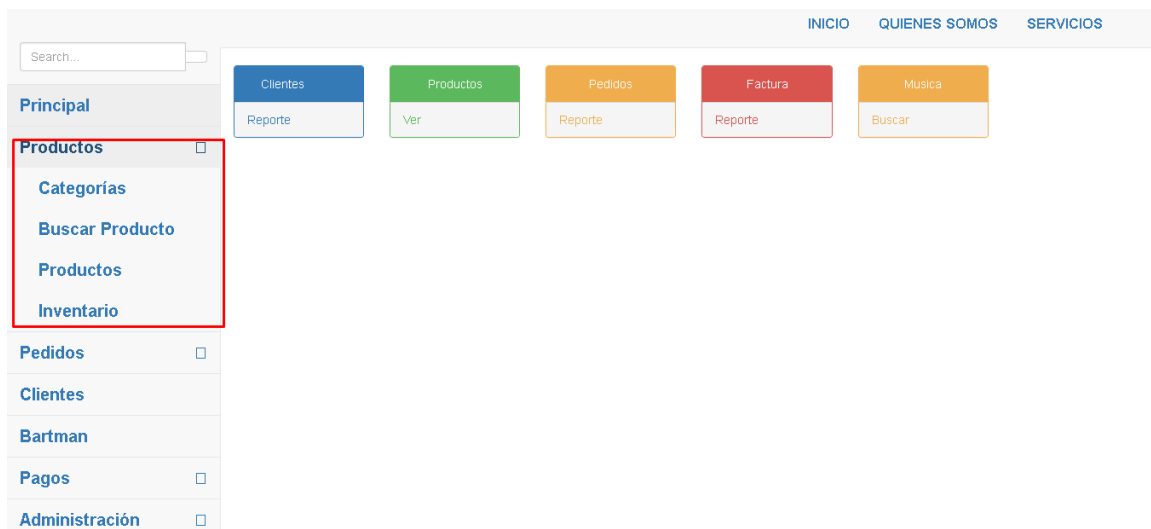 INICIO QUIENES SOMOS SERVICIOS
Search...
Clientes Productos Pedidos Factura Musica
Reporte Ver Reporte Reporte Buscar
Principal
Productos
Categorías
Buscar Producto
Productos
Inventario
Pedidos
Clientes
Bartman
Pagos
Administración